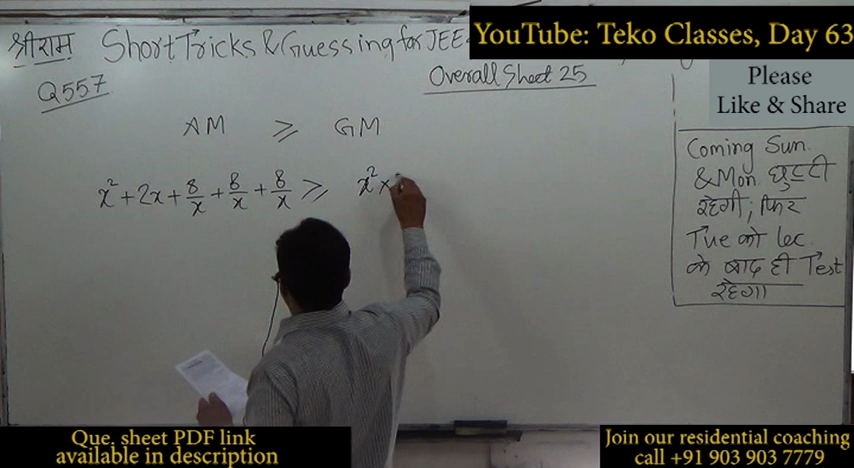 श्रीराम Short Tricks & Guessing for JEE
YouTube: Teko Classes, Day 63
Q557
Overall Sheet 25
Please
Like & Share
AM ≥ GM
x² + 2x + 8/x + 8/x + 8/x ≥ x² ×
Coming Sun.
& Mon. छुट्टी
रहेगी; फिर
Tue को lec.
के बाद ही Test
रहेगा
Que. sheet PDF link
available in description
Join our residential coaching
call +91 903 903 7779